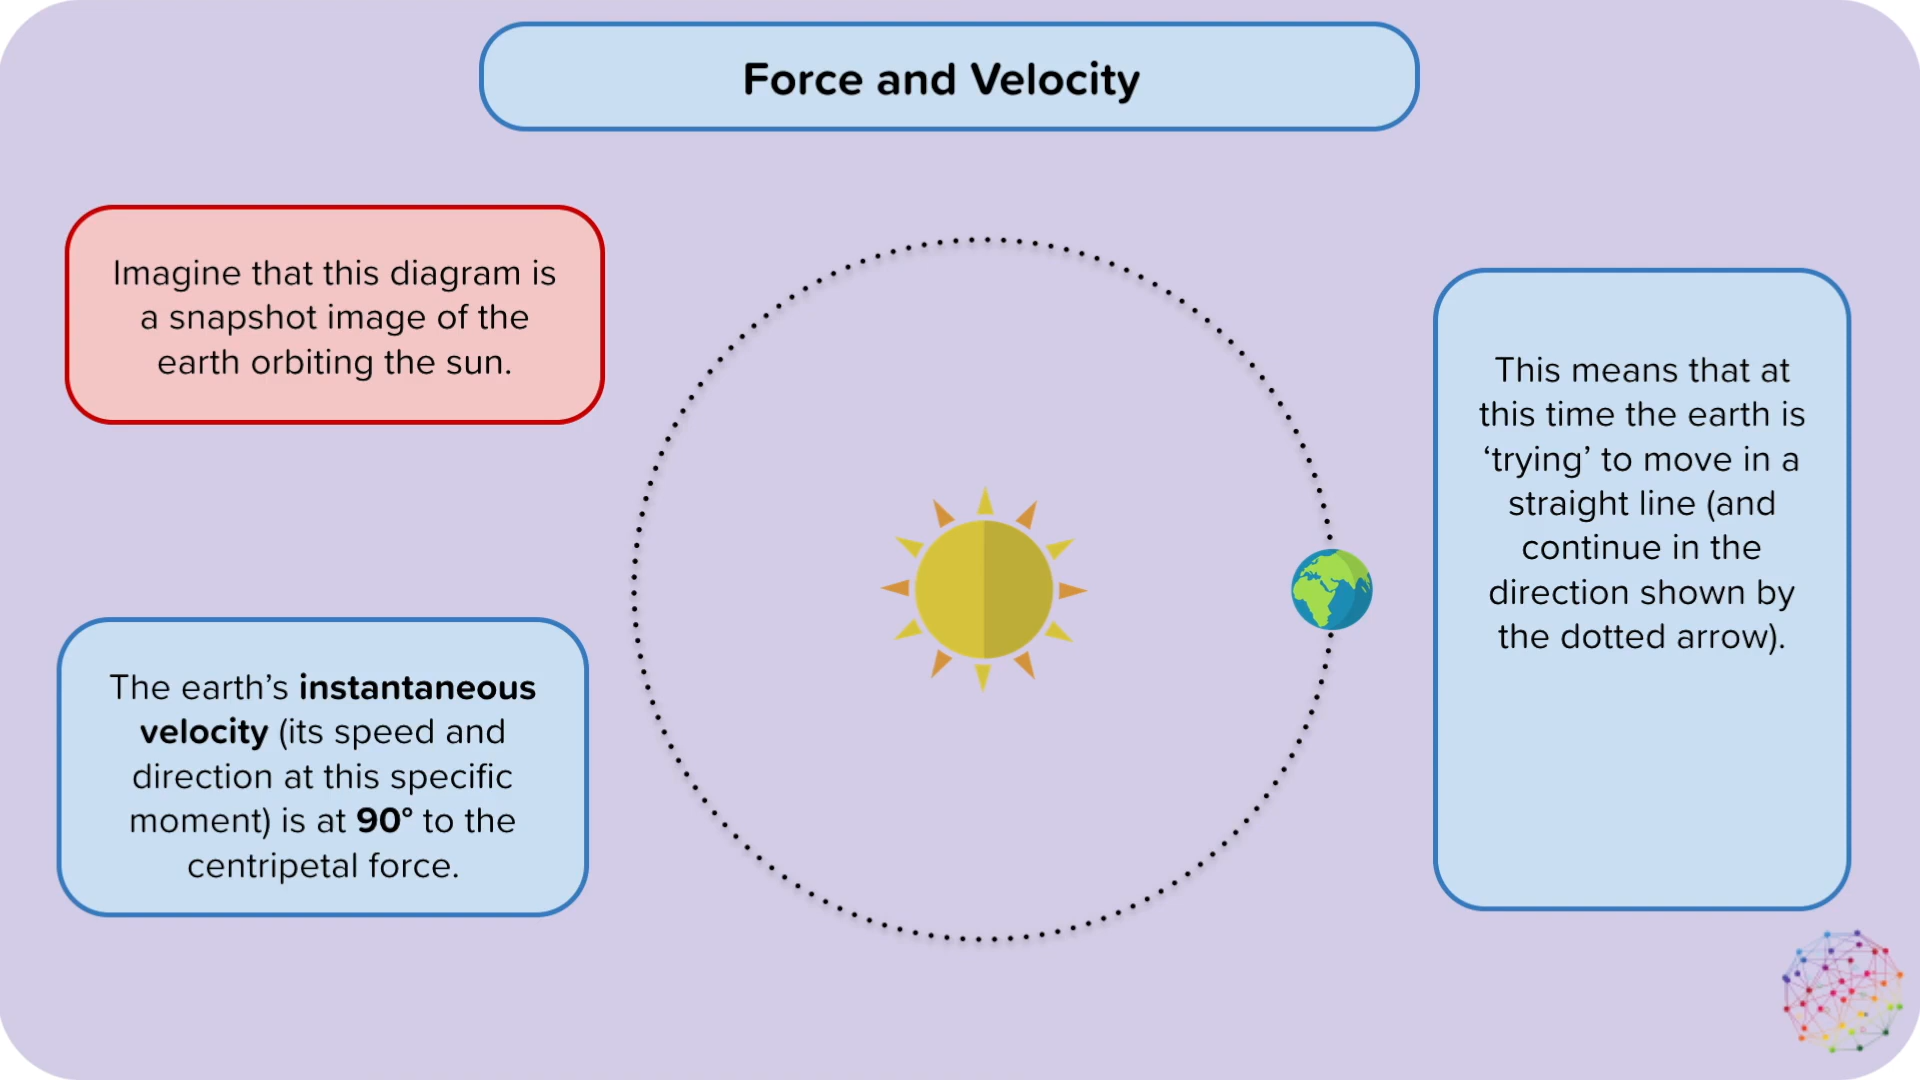 Force and Velocity
Imagine that this diagram is
a snapshot image of the
earth orbiting the sun.
The earth’s instantaneous
velocity (its speed and
direction at this specific
moment) is at 90° to the
centripetal force.
This means that at
this time the earth is
‘trying’ to move in a
straight line (and
continue in the
direction shown by
the dotted arrow).